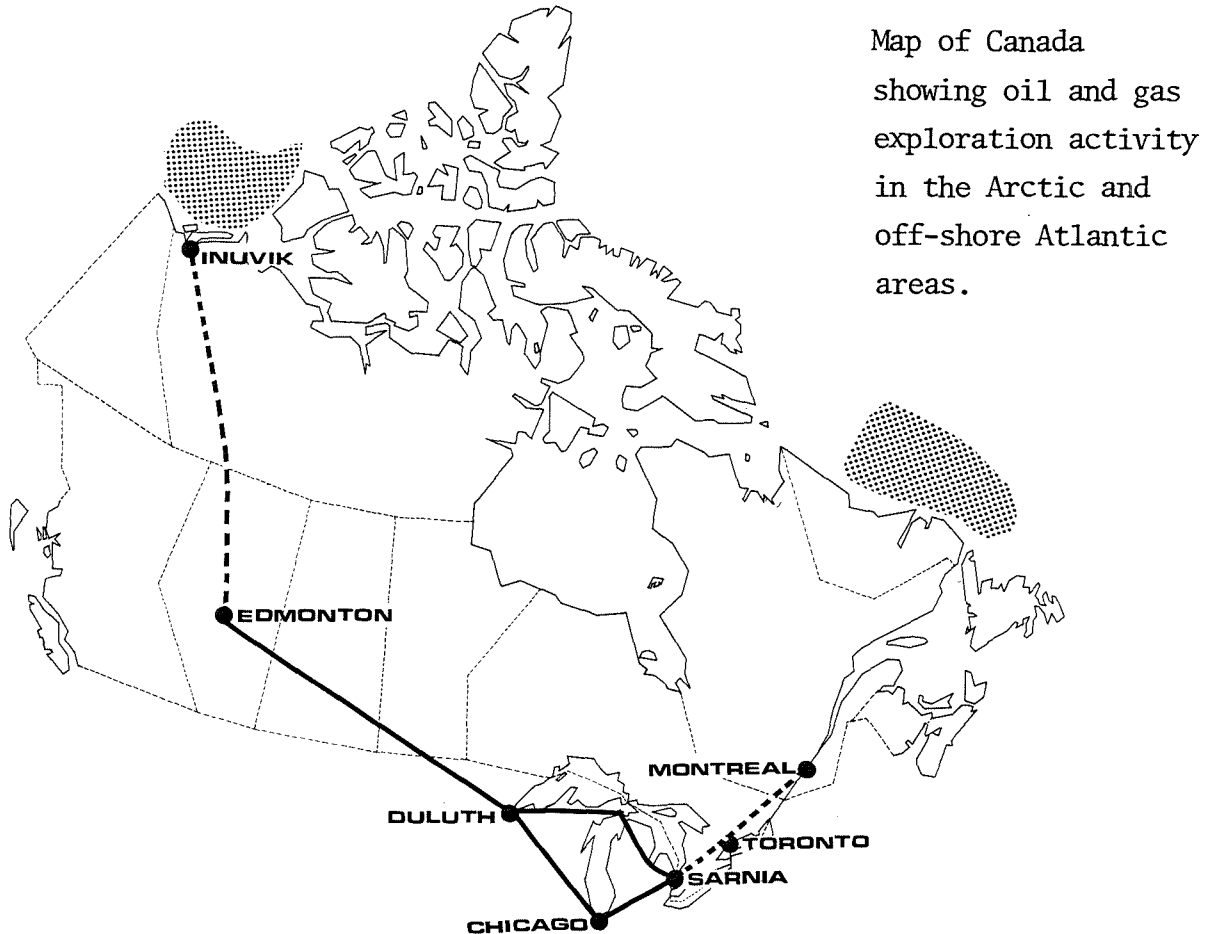 Map of Canada
showing oil and gas
exploration activity
in the Arctic and
off-shore Atlantic
areas.
INUVIK
EDMONTON
MONTREAL
DULUTH
TORONTO
SARNIA
CHICAGO